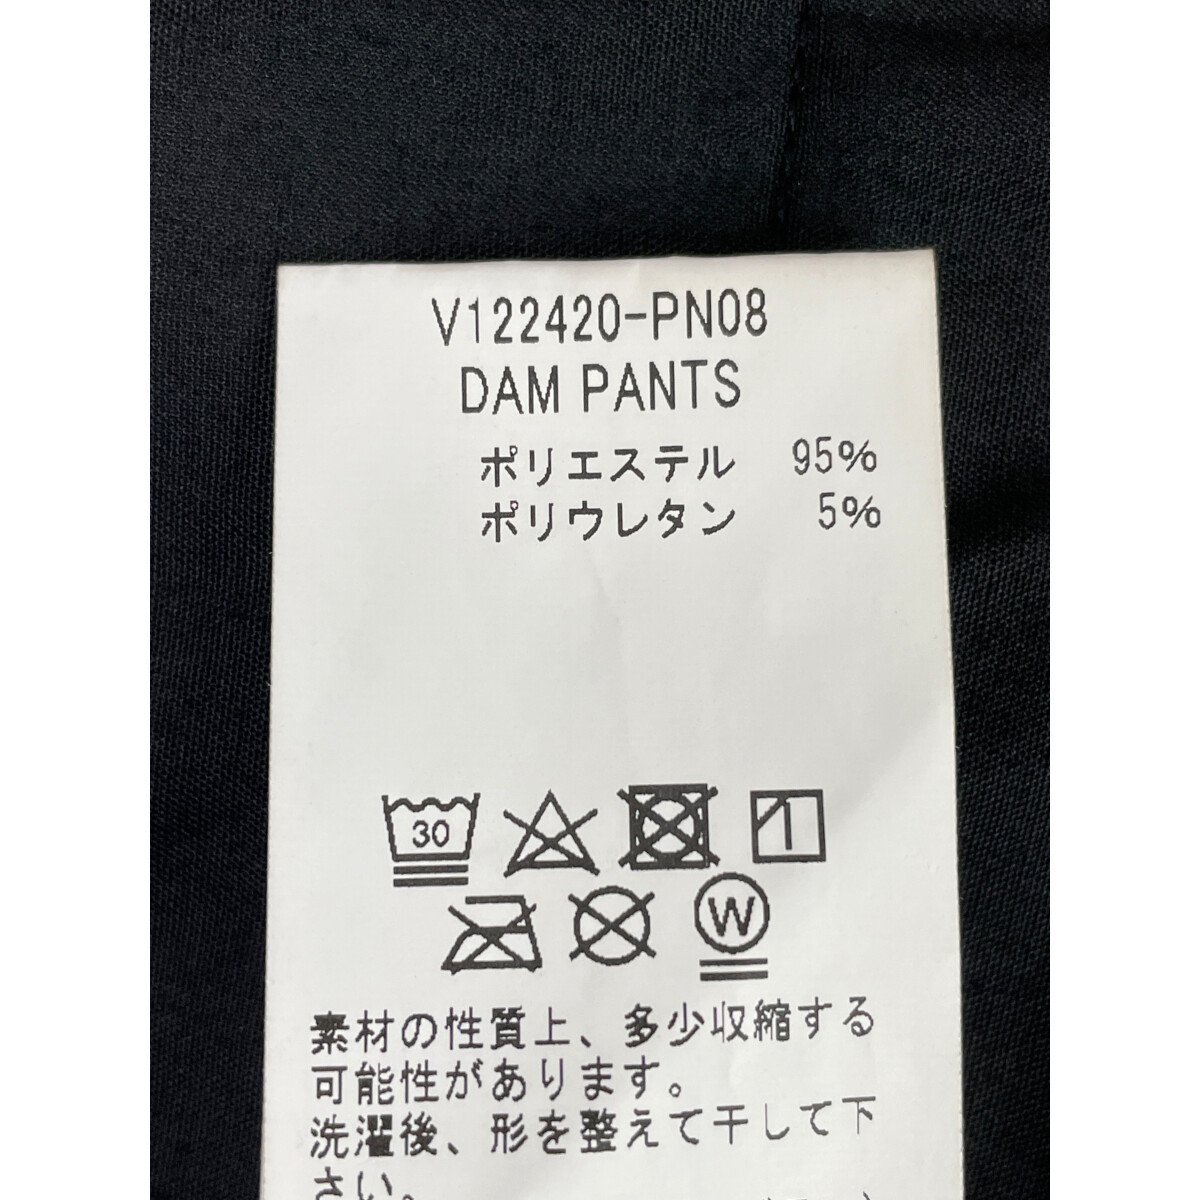 V122420-PN08
DAM PANTS
ポリエステル 95%
ポリウレタン 5%
30
W
素材の性質上、多少収縮する
可能性があります。
洗濯後、形を整えて干して下
さい。